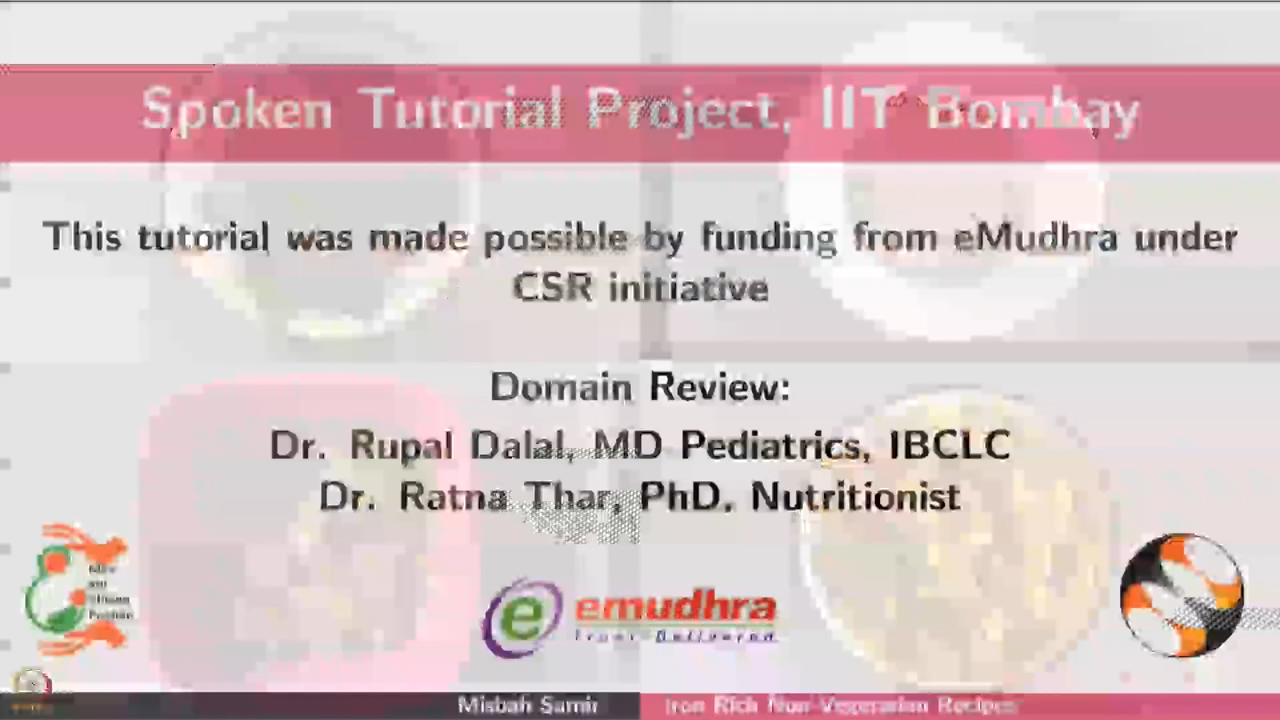 Spoken Tutorial Project, IIT Bombay
This tutorial was made possible by funding from eMudhra under
CSR initiative
Domain Review:
Dr. Rupal Dalal, MD Pediatrics, IBCLC
Dr. Ratna Thar, PhD, Nutritionist
emudhra
Trust Delivered
Misbah Samir
Iron Rich Non-Vegetarian Recipes